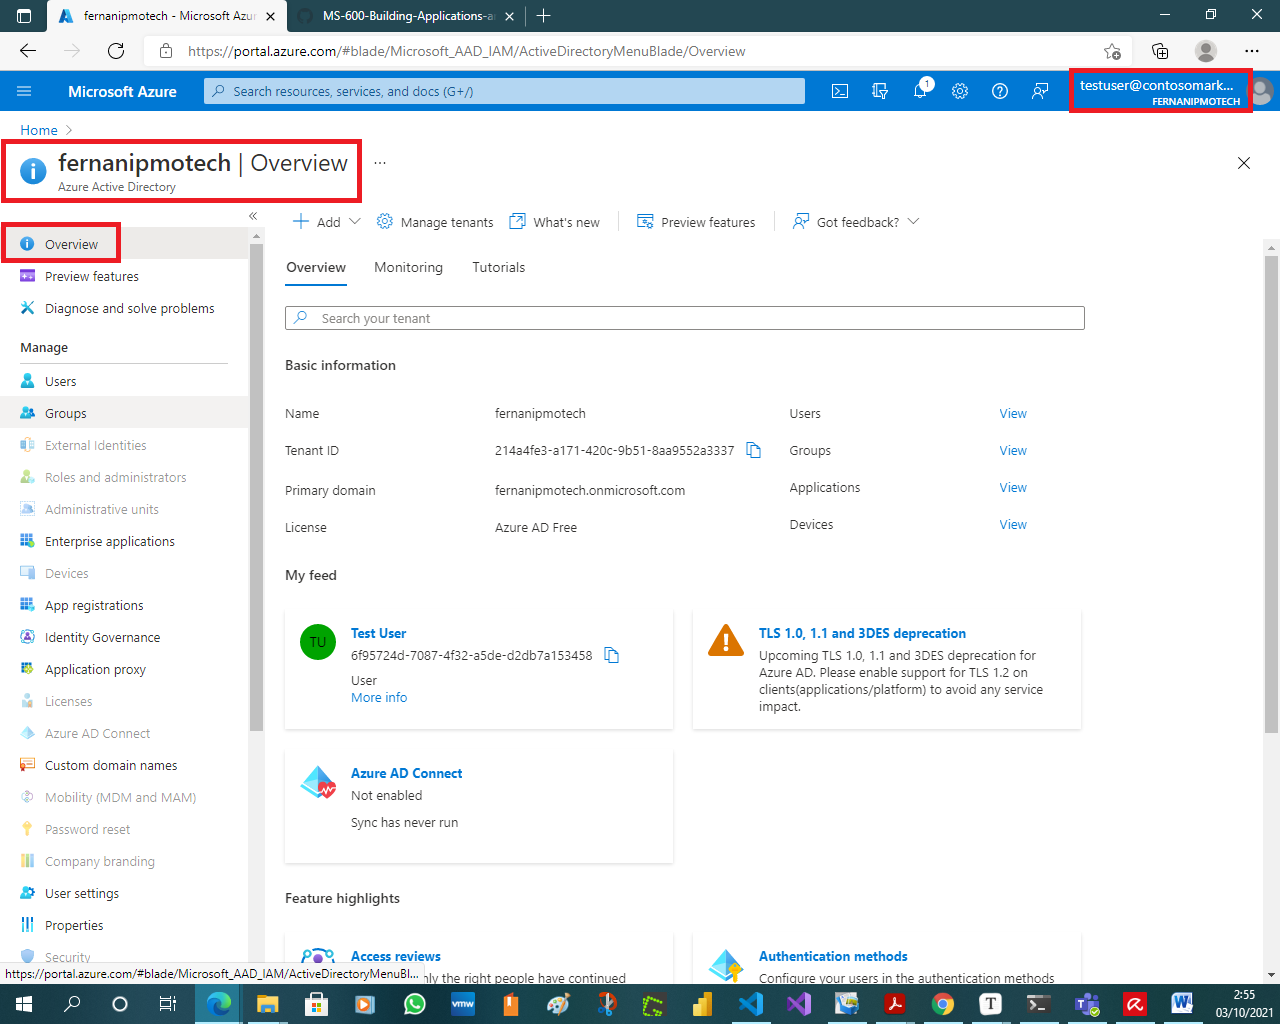 fernanipmotech - Microsoft Azur
MS-600-Building-Applications-a
https://portal.azure.com/#blade/Microsoft_AAD_IAM/ActiveDirectoryMenuBlade/Overview
Microsoft Azure
Search resources, services, and docs (G+/)
1
testuser@contosomark...
FERNANIPMOTECH
Home
fernanipmotech | Overview
Azure Active Directory
Add
Manage tenants
What's new
Preview features
Got feedback?
Overview
Preview features
Diagnose and solve problems
Manage
Users
Groups
External Identities
Roles and administrators
Administrative units
Enterprise applications
Devices
App registrations
Identity Governance
Application proxy
Licenses
Azure AD Connect
Custom domain names
Mobility (MDM and MAM)
Password reset
Company branding
User settings
Properties
Security
Overview
Monitoring
Tutorials
Search your tenant
Basic information
Name
fernanipmotech
Users
View
Tenant ID
214a4fe3-a171-420c-9b51-8aa9552a3337
Groups
View
Primary domain
fernanipmotech.onmicrosoft.com
Applications
View
License
Azure AD Free
Devices
View
My feed
TU
Test User
6f95724d-7087-4f32-a5de-d2db7a153458
User
More info
TLS 1.0, 1.1 and 3DES deprecation
Upcoming TLS 1.0, 1.1 and 3DES deprecation for
Azure AD. Please enable support for TLS 1.2 on
clients(applications/platform) to avoid any service
impact.
Azure AD Connect
Not enabled
Sync has never run
Feature highlights
Access reviews
nly the right people have continued
Authentication methods
Configure your users in the authentication methods
https://portal.azure.com/#blade/Microsoft_AAD_IAM/ActiveDirectoryMenuBl...
vmw
T
W
2:55
03/10/2021